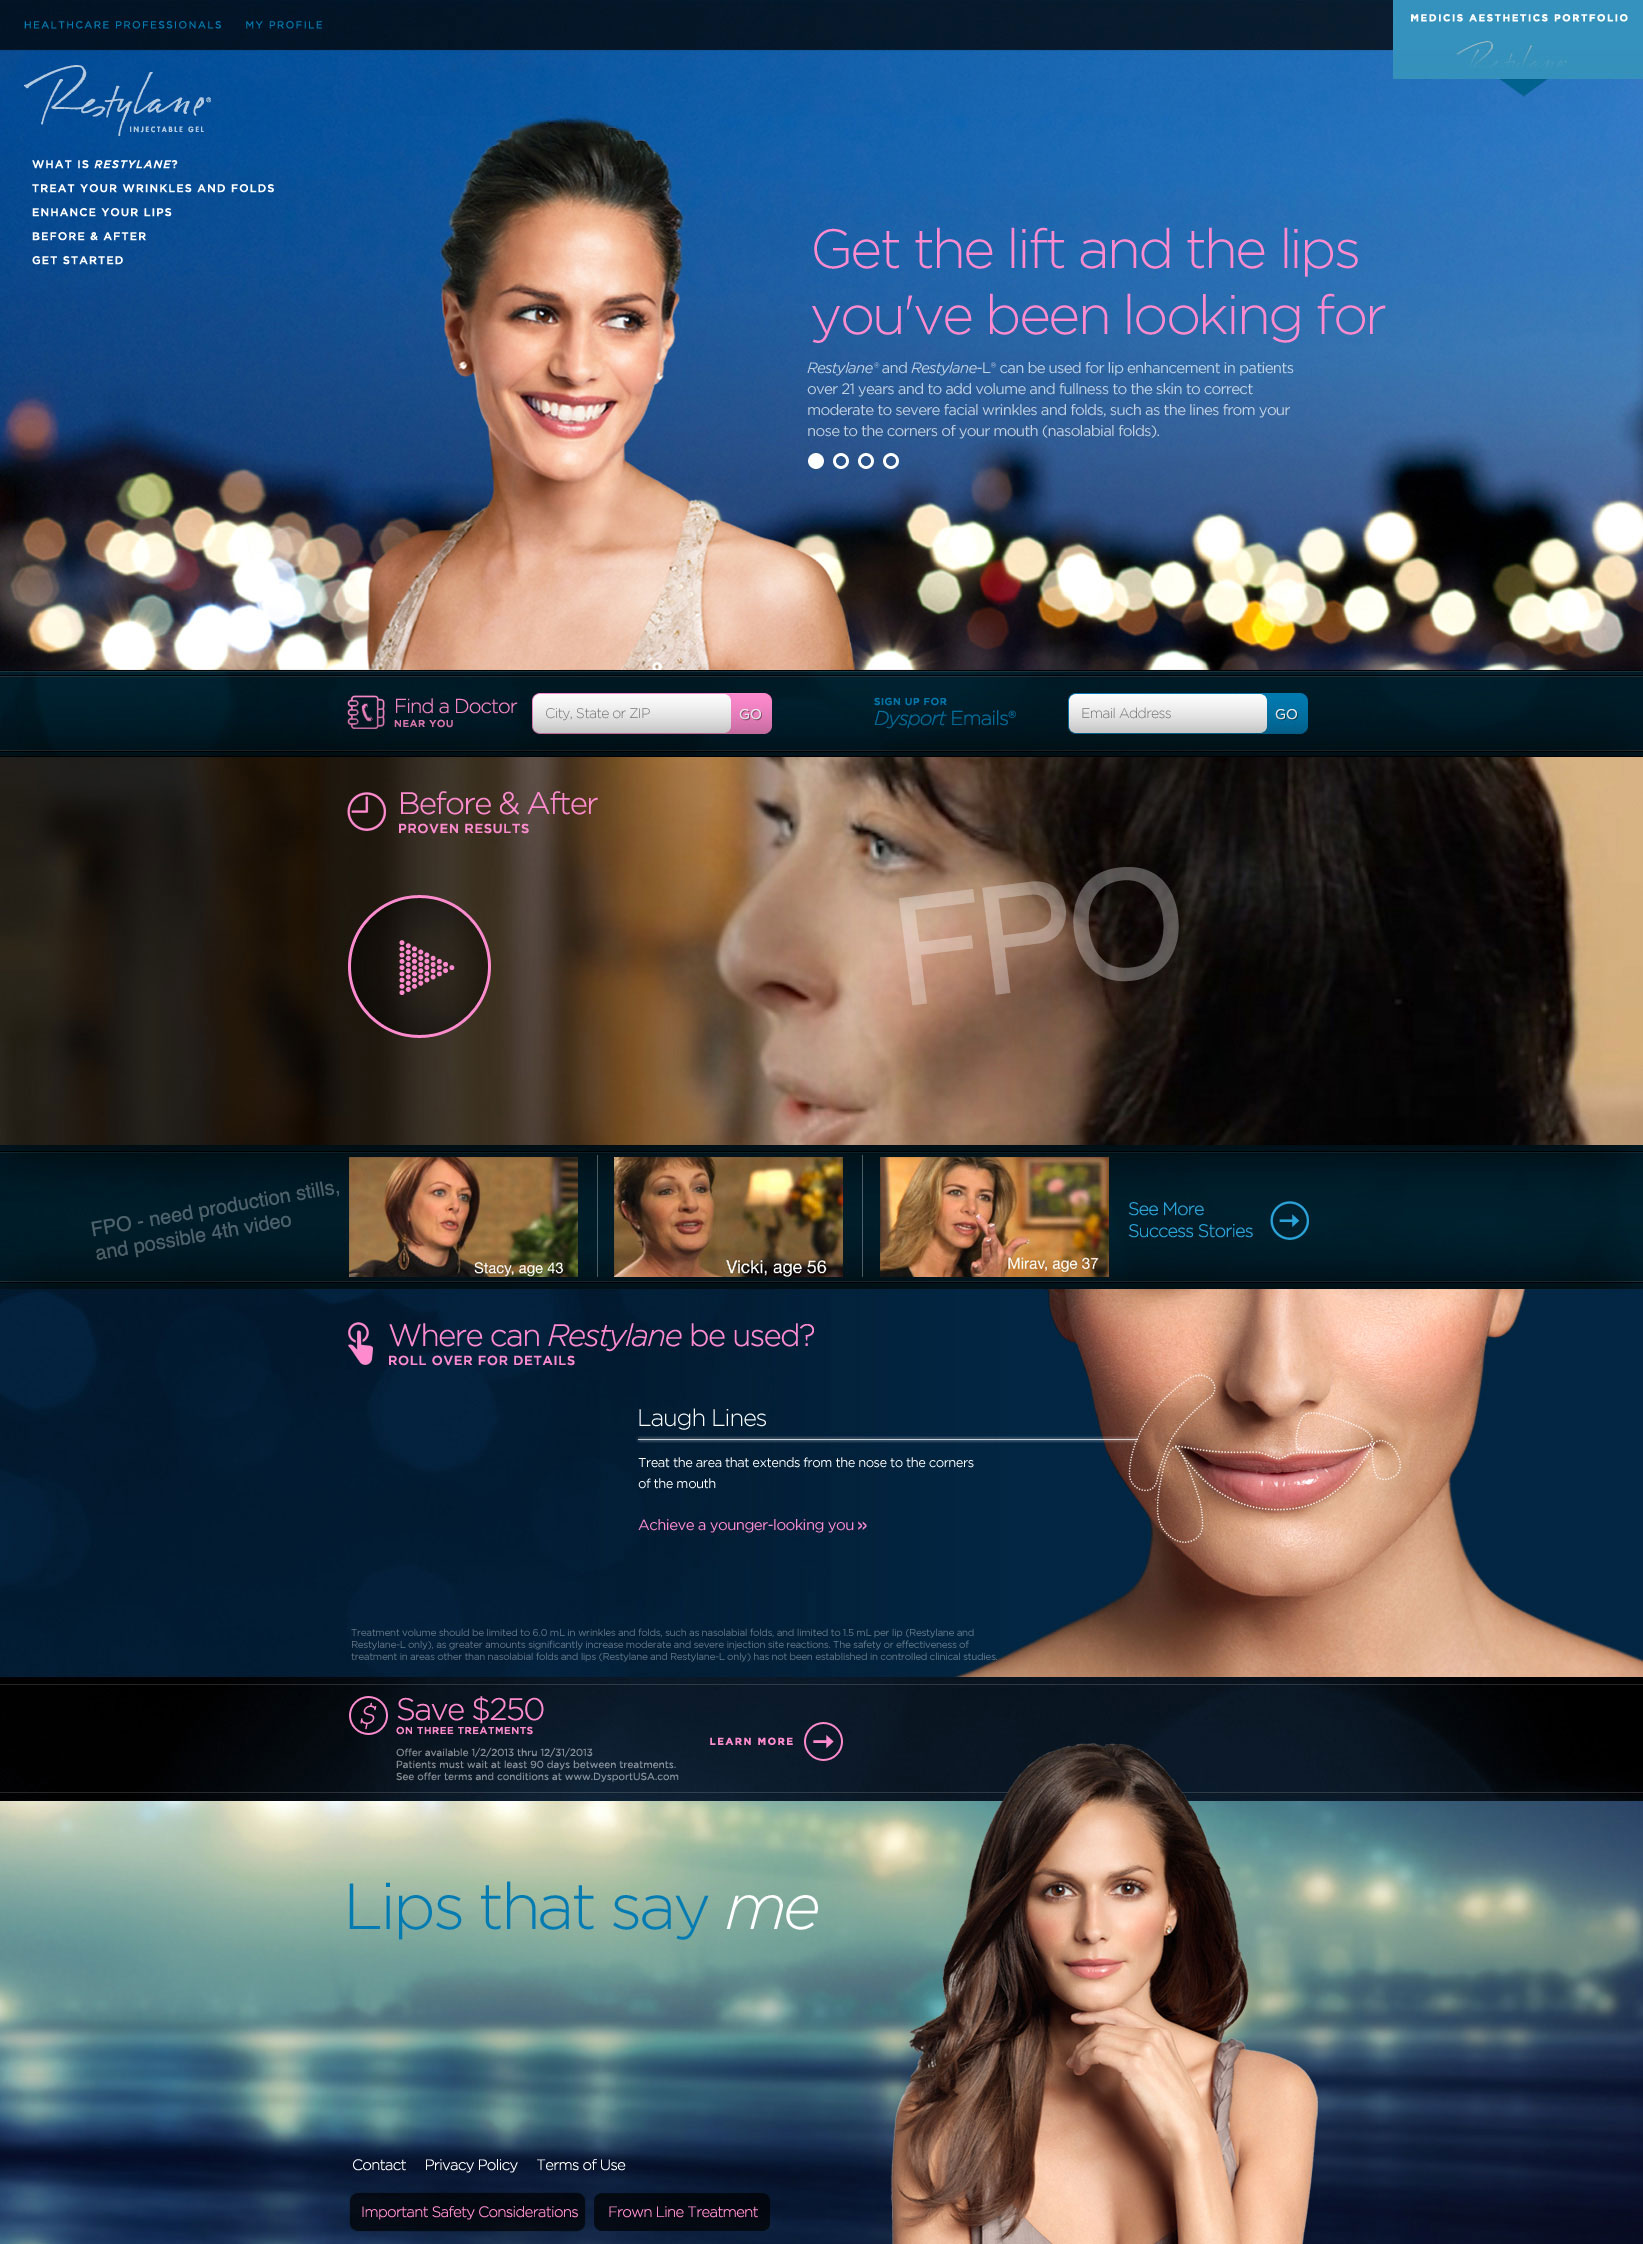 HEALTHCARE PROFESSIONALS MY PROFILE
MEDICIS AESTHETICS PORTFOLIO
Restylane
Restylane®
INJECTABLE GEL
WHAT IS RESTYLANE?
TREAT YOUR WRINKLES AND FOLDS
ENHANCE YOUR LIPS
BEFORE & AFTER
GET STARTED
Get the lift and the lips
you've been looking for
Restylane® and Restylane-L® can be used for lip enhancement in patients
over 21 years and to add volume and fullness to the skin to correct
moderate to severe facial wrinkles and folds, such as the lines from your
nose to the corners of your mouth (nasolabial folds).
Find a Doctor
NEAR YOU
City, State or ZIP
GO
SIGN UP FOR
Dysport Emails®
Email Address
GO
Before & After
PROVEN RESULTS
FPO
FPO - need production stills,
and possible 4th video
Stacy, age 43
Vicki, age 56
Mirav, age 37
See More
Success Stories
Where can Restylane be used?
ROLL OVER FOR DETAILS
Laugh Lines
Treat the area that extends from the nose to the corners
of the mouth
Achieve a younger-looking you »
Treatment volume should be limited to 6.0 mL in wrinkles and folds, such as nasolabial folds, and limited to 1.5 mL per lip (Restylane and
Restylane-L only), as greater amounts significantly increase moderate and severe injection site reactions. The safety or effectiveness of
treatment in areas other than nasolabial folds and lips (Restylane and Restylane-L only) has not been established in controlled clinical studies.
$
Save $250
ON THREE TREATMENTS
Offer available 1/2/2013 thru 12/31/2013
Patients must wait at least 90 days between treatments.
See offer terms and conditions at www.DysportUSA.com
LEARN MORE
Lips that say me
Contact Privacy Policy Terms of Use
Important Safety Considerations Frown Line Treatment